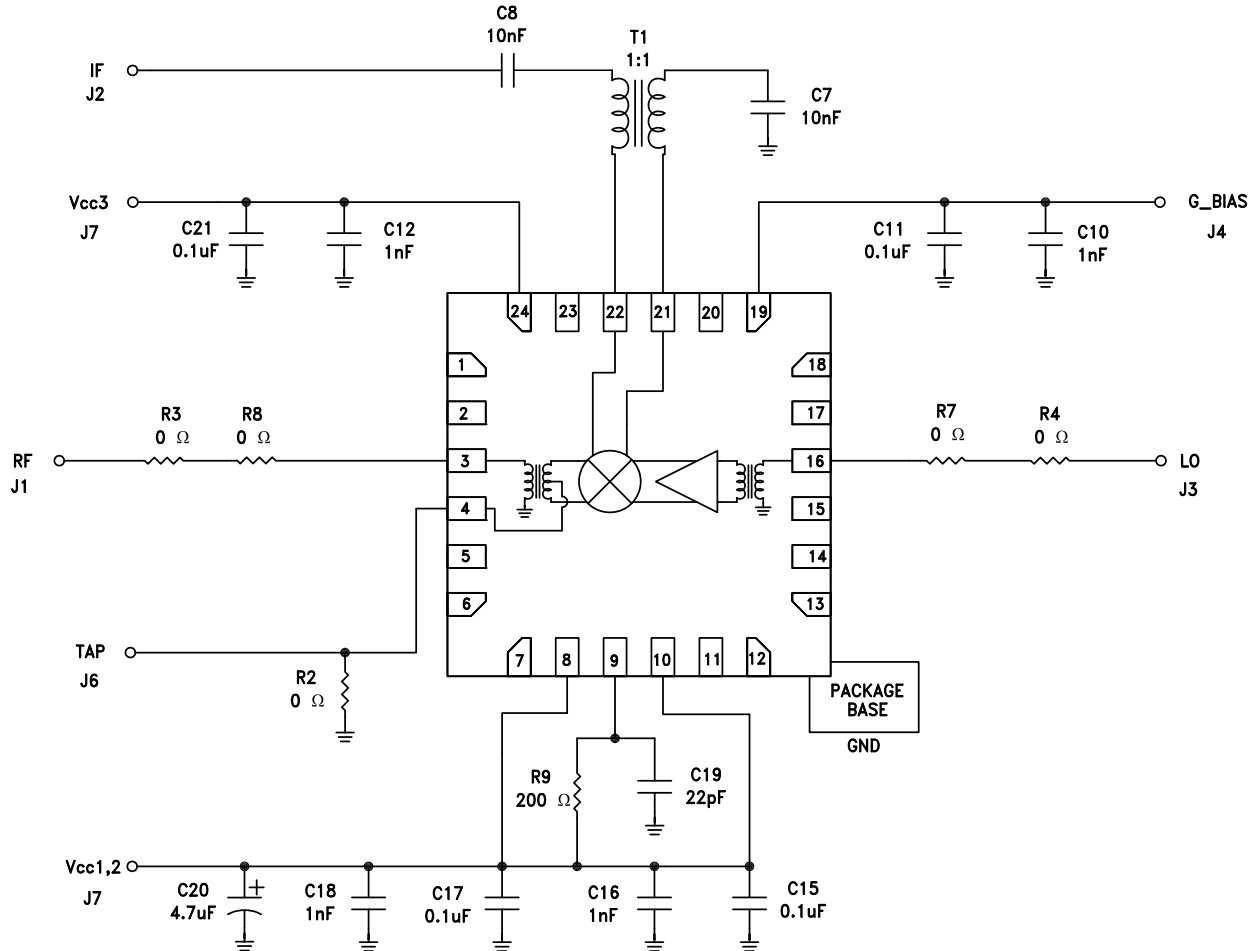 C8
10nF
T1
1:1
IF
J2
C7
10nF
Vcc3
J7
C21
0.1uF
C12
1nF
C11
0.1uF
C10
1nF
G_BIAS
J4
24
23
22
21
20
19
1
2
3
4
5
6
18
17
16
15
14
13
7
8
9
10
11
12
R3
0 Ω
R8
0 Ω
RF
J1
R7
0 Ω
R4
0 Ω
LO
J3
TAP
J6
R2
0 Ω
PACKAGE
BASE
GND
R9
200 Ω
C19
22pF
Vcc1,2
J7
C20
4.7uF
+
C18
1nF
C17
0.1uF
C16
1nF
C15
0.1uF